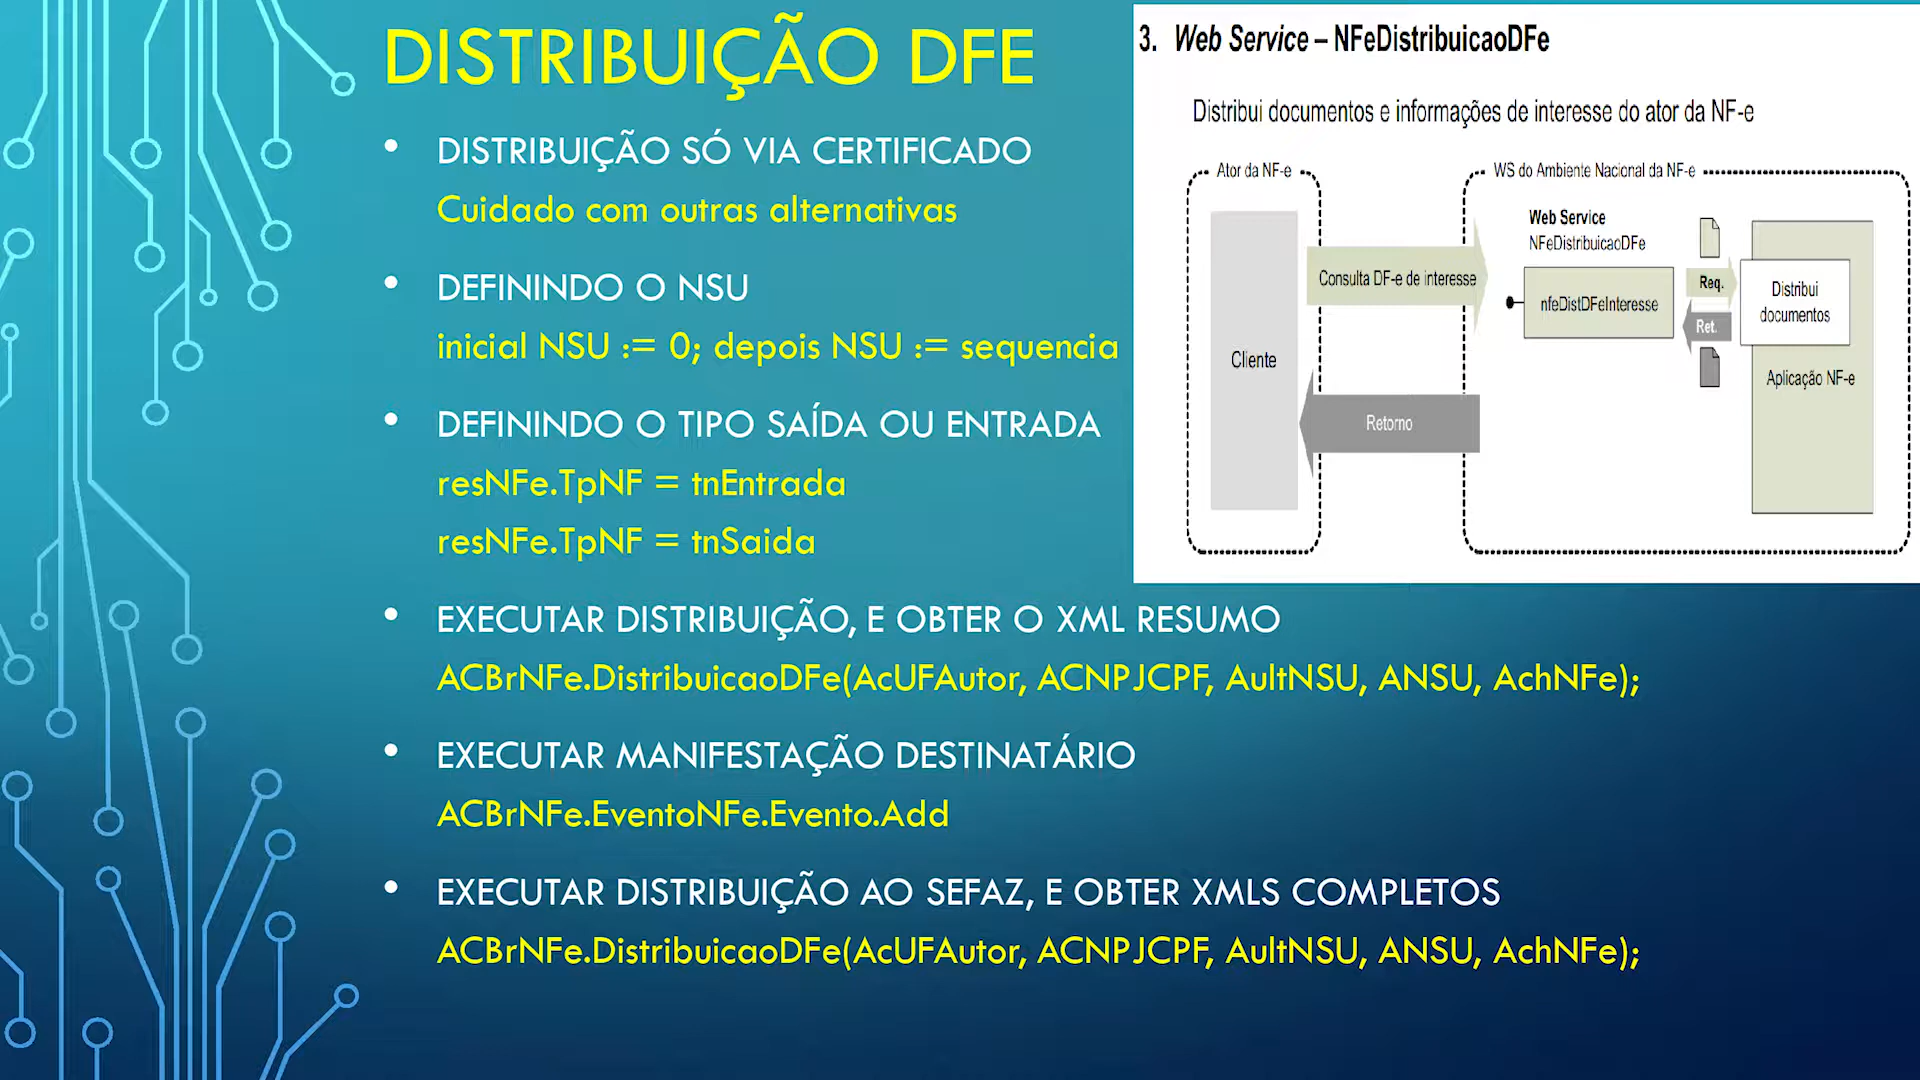 DISTRIBUIÇÃO DFE
• DISTRIBUIÇÃO SÓ VIA CERTIFICADO
Cuidado com outras alternativas
• DEFININDO O NSU
inicial NSU := 0; depois NSU := sequencia
• DEFININDO O TIPO SAÍDA OU ENTRADA
resNFe.TpNF = tnEntrada
resNFe.TpNF = tnSaida
• EXECUTAR DISTRIBUIÇÃO, E OBTER O XML RESUMO
ACBrNFe.DistribuicaoDFe(AcUFAutor, ACNPJCPF, AultNSU, ANSU, AchNFe);
• EXECUTAR MANIFESTAÇÃO DESTINATÁRIO
ACBrNFe.EventoNFe.Evento.Add
• EXECUTAR DISTRIBUIÇÃO AO SEFAZ, E OBTER XMLS COMPLETOS
ACBrNFe.DistribuicaoDFe(AcUFAutor, ACNPJCPF, AultNSU, ANSU, AchNFe);
3. Web Service – NFeDistribuicaoDFe
Distribui documentos e informações de interesse do ator da NF-e
Ator da NF-e
WS do Ambiente Nacional da NF-e
Web Service
NFeDistribuicaoDFe
Consulta DF-e de interesse
nfeDistDFeInteresse
Req.
Ret.
Distribui
documentos
Cliente
Aplicação NF-e
Retorno